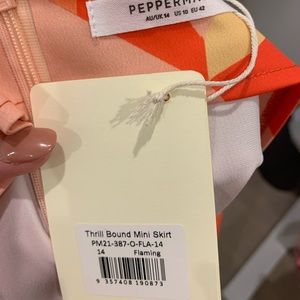 PEPPERMA
AU/UK 14 US 10 EU 42
Thrill Bound Mini Skirt
PM21-387-O-FLA-14
14 Flaming
9 357408 190873